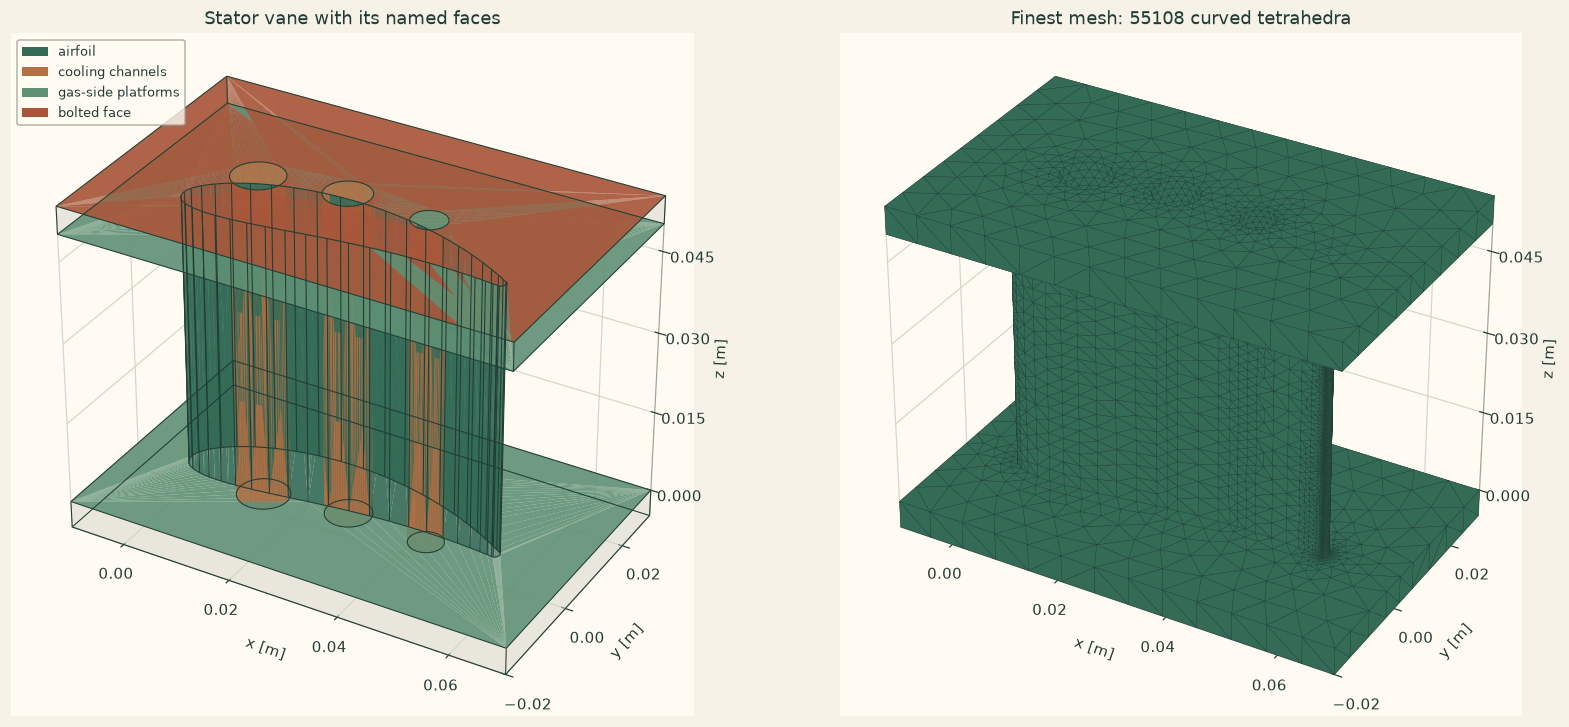 Stator vane with its named faces
airfoil
cooling channels
gas-side platforms
bolted face
0.045
0.030
0.015
0.000
z [m]
0.00
0.02
0.04
0.06
x [m]
0.02
0.00
−0.02
y [m]
Finest mesh: 55108 curved tetrahedra
0.045
0.030
0.015
0.000
z [m]
0.00
0.02
0.04
0.06
x [m]
0.02
0.00
−0.02
y [m]